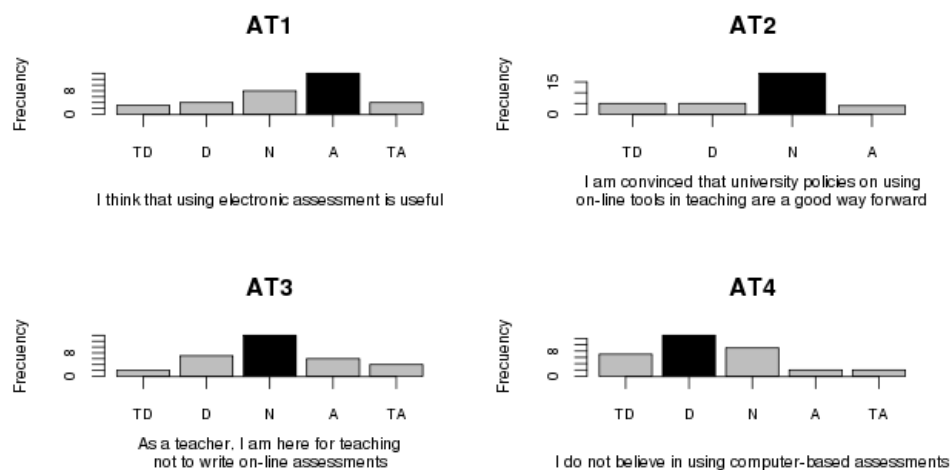 AT1
Frecuency
8
0
TD D N A TA
I think that using electronic assessment is useful
AT2
Frecuency
15
0
TD D N A
I am convinced that university policies on using
on-line tools in teaching are a good way forward
AT3
Frecuency
8
0
TD D N A TA
As a teacher, I am here for teaching
not to write on-line assessments
AT4
Frecuency
8
0
TD D N A TA
I do not believe in using computer-based assessments